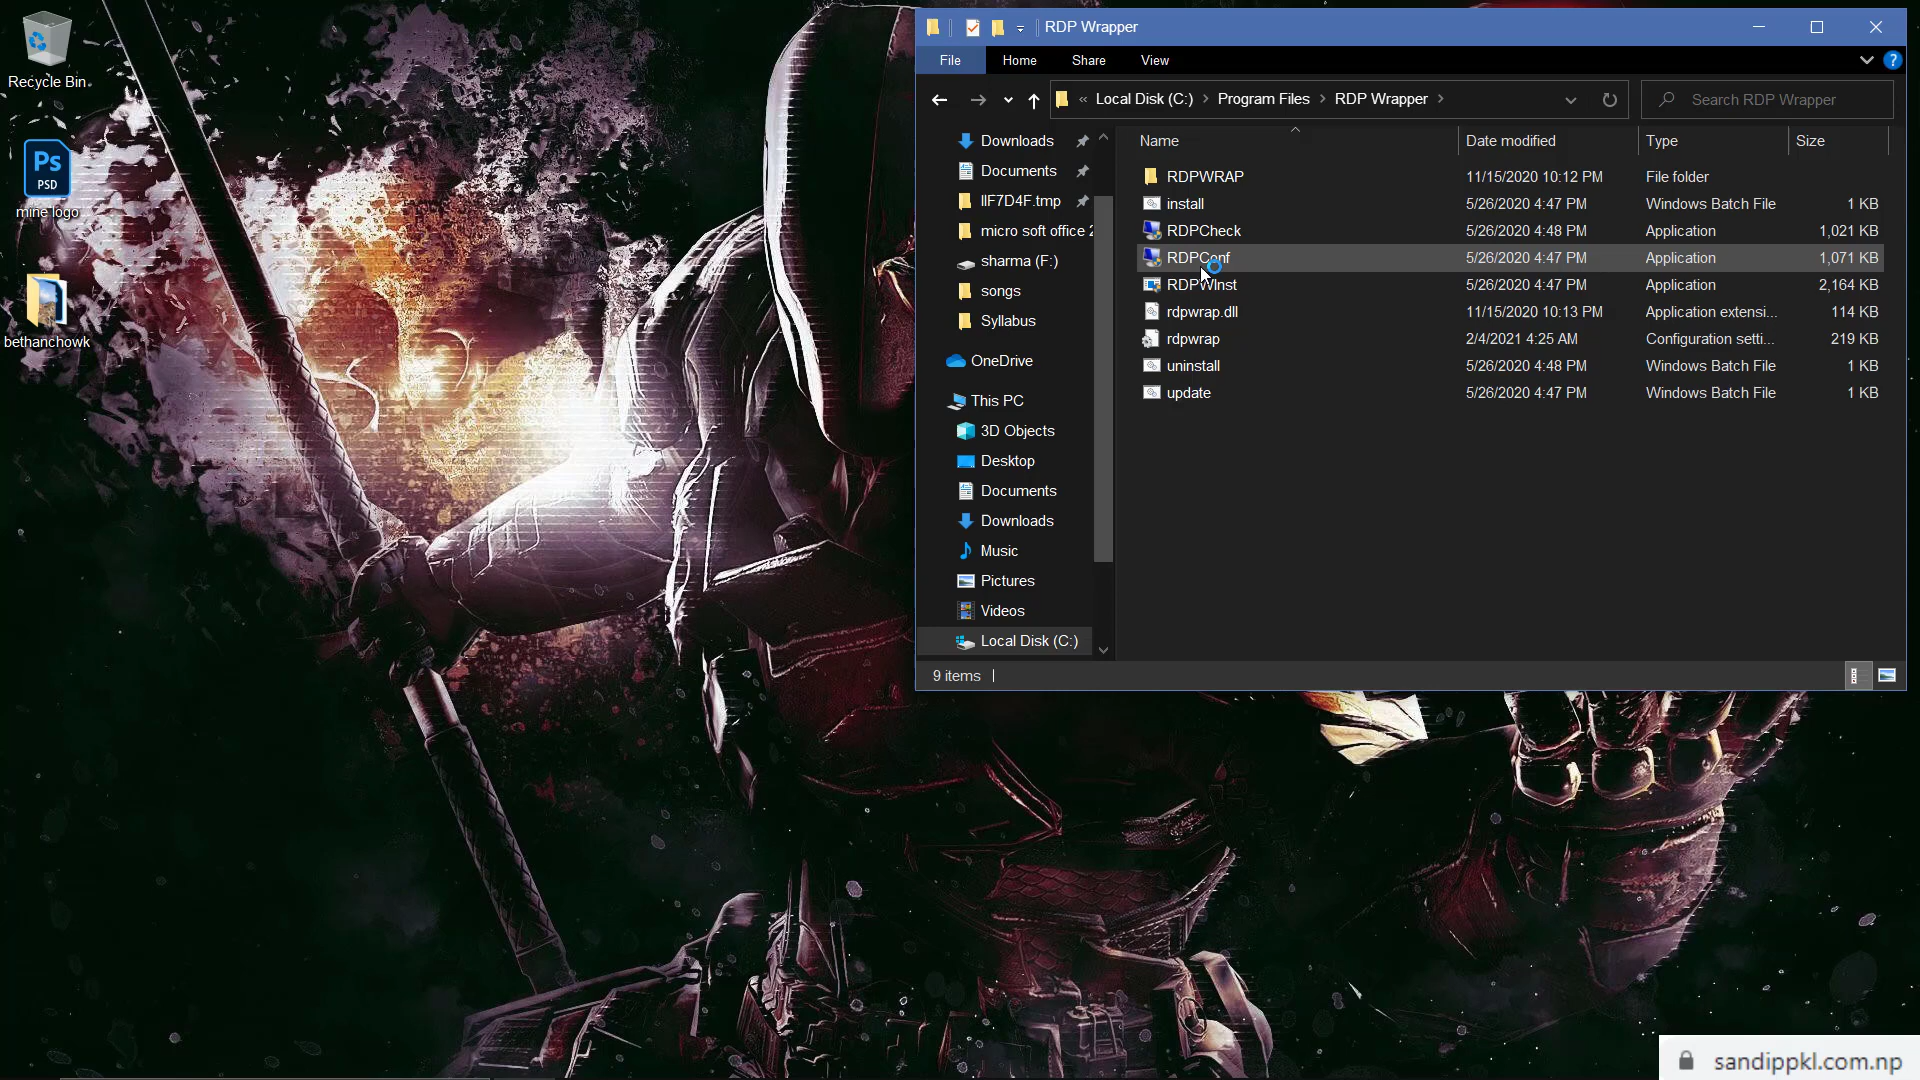 Recycle Bin
Ps
PSD
mine logo
bethanchowk
RDP Wrapper
File Home Share View
?
« Local Disk (C:) > Program Files > RDP Wrapper >
Search RDP Wrapper
Downloads
Documents
IlF7D4F.tmp
micro soft office 2
sharma (F:)
songs
Syllabus
OneDrive
This PC
3D Objects
Desktop
Documents
Downloads
Music
Pictures
Videos
Local Disk (C:)
Name Date modified Type Size
RDPWRAP 11/15/2020 10:12 PM File folder
install 5/26/2020 4:47 PM Windows Batch File 1 KB
RDPCheck 5/26/2020 4:48 PM Application 1,021 KB
RDPConf 5/26/2020 4:47 PM Application 1,071 KB
RDPWInst 5/26/2020 4:47 PM Application 2,164 KB
rdpwrap.dll 11/15/2020 10:13 PM Application extensi... 114 KB
rdpwrap 2/4/2021 4:25 AM Configuration setti... 219 KB
uninstall 5/26/2020 4:48 PM Windows Batch File 1 KB
update 5/26/2020 4:47 PM Windows Batch File 1 KB
9 items
sandippkl.com.np